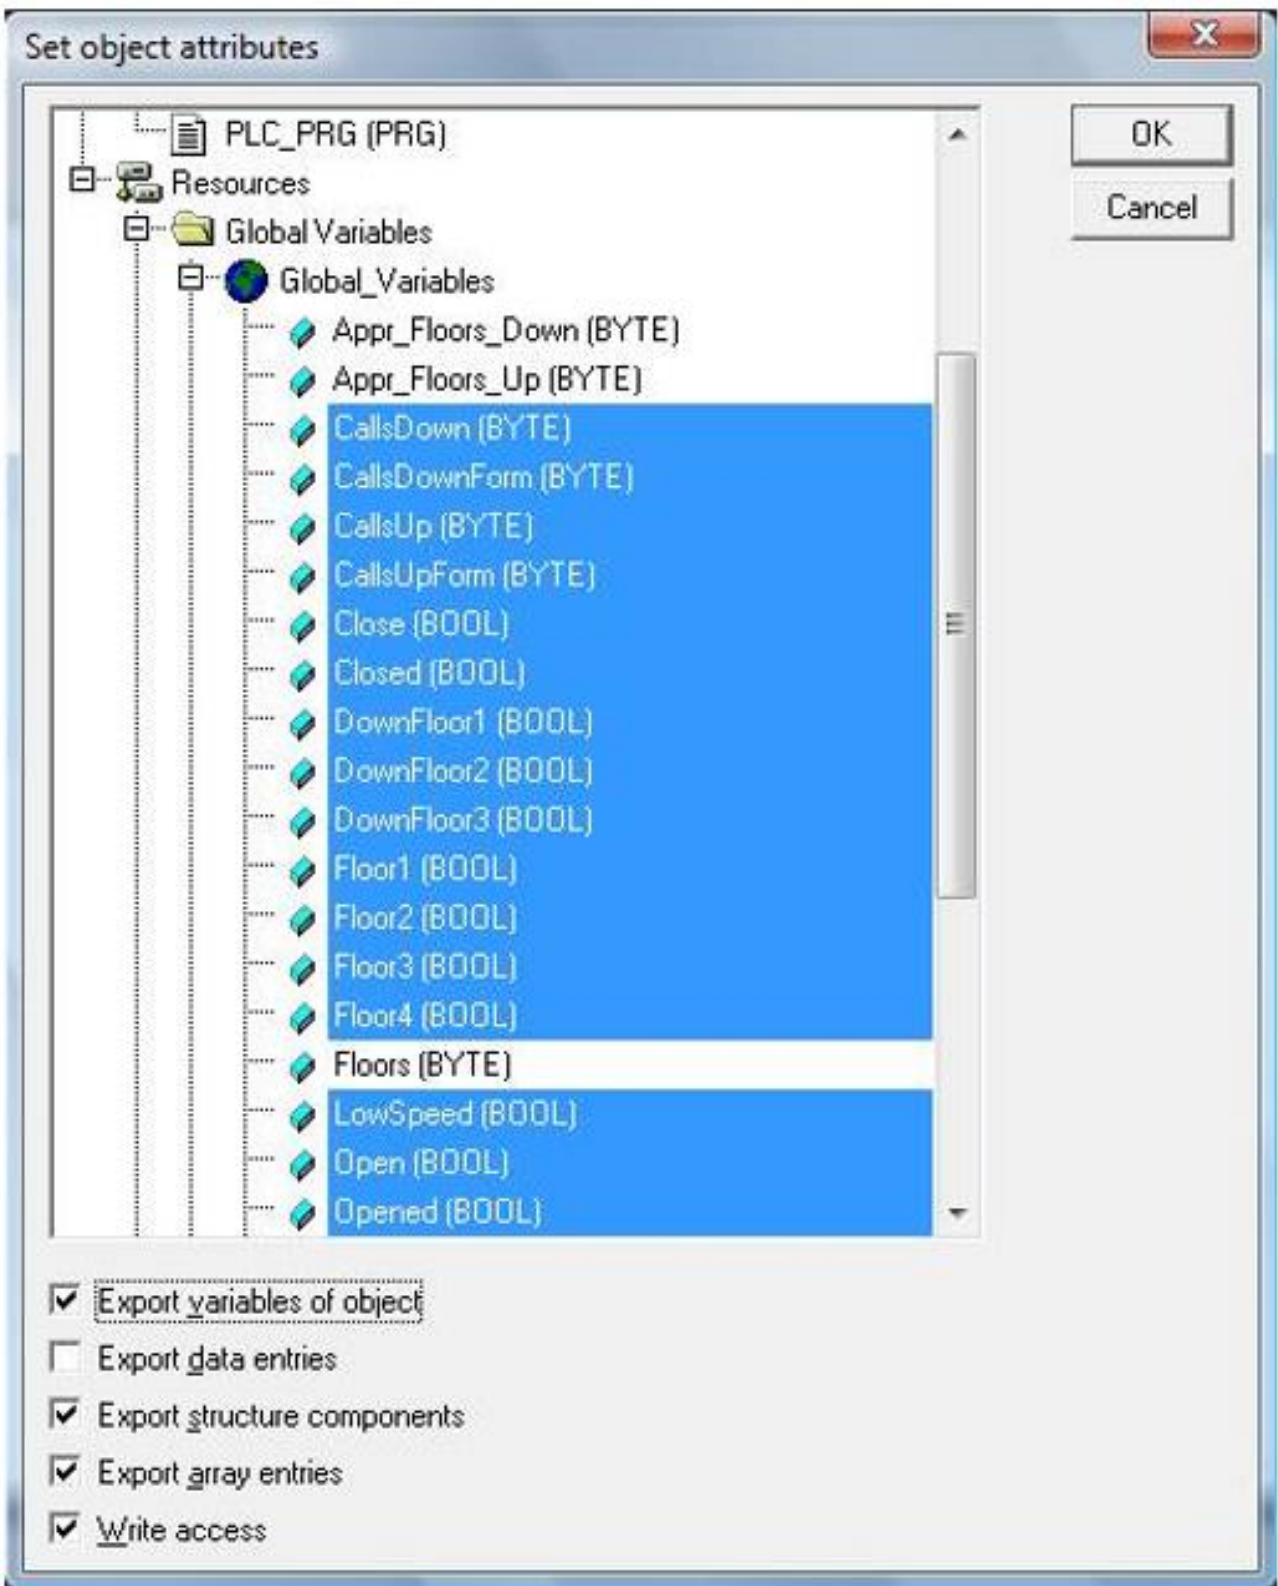 Set object attributes
PLC_PRG (PRG)
OK
Resources
Cancel
Global Variables
Global_Variables
Appr_Floors_Down (BYTE)
Appr_Floors_Up (BYTE)
CallsDown (BYTE)
CallsDownForm (BYTE)
CallsUp (BYTE)
CallsUpForm (BYTE)
Close (BOOL)
Closed (BOOL)
DownFloor1 (BOOL)
DownFloor2 (BOOL)
DownFloor3 (BOOL)
Floor1 (BOOL)
Floor2 (BOOL)
Floor3 (BOOL)
Floor4 (BOOL)
Floors (BYTE)
LowSpeed (BOOL)
Open (BOOL)
Opened (BOOL)
Export variables of object
Export data entries
Export structure components
Export array entries
Write access